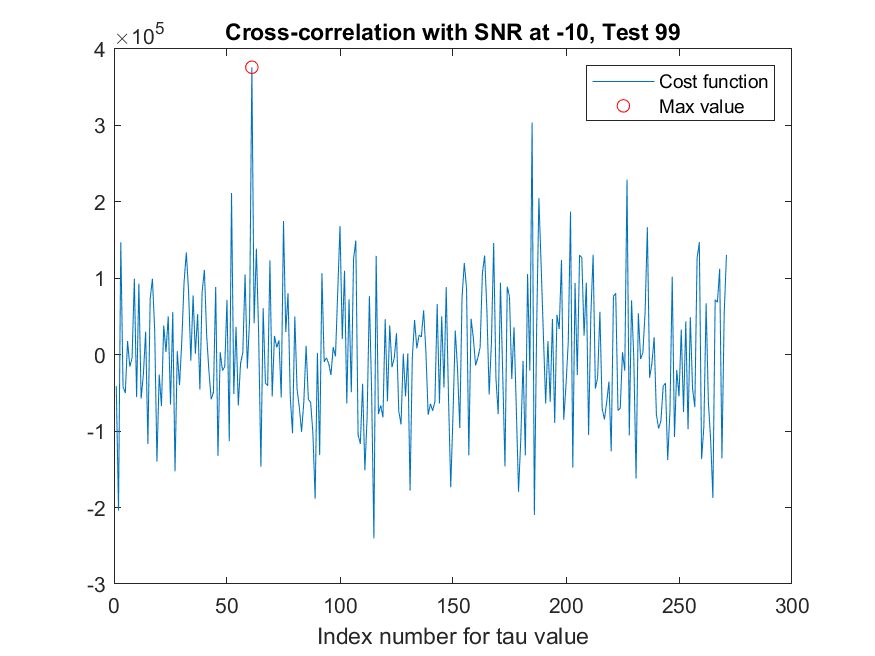 Cross-correlation with SNR at -10, Test 99
×10^5
4
3
2
1
0
-1
-2
-3
0 50 100 150 200 250 300
Index number for tau value
Cost function
Max value